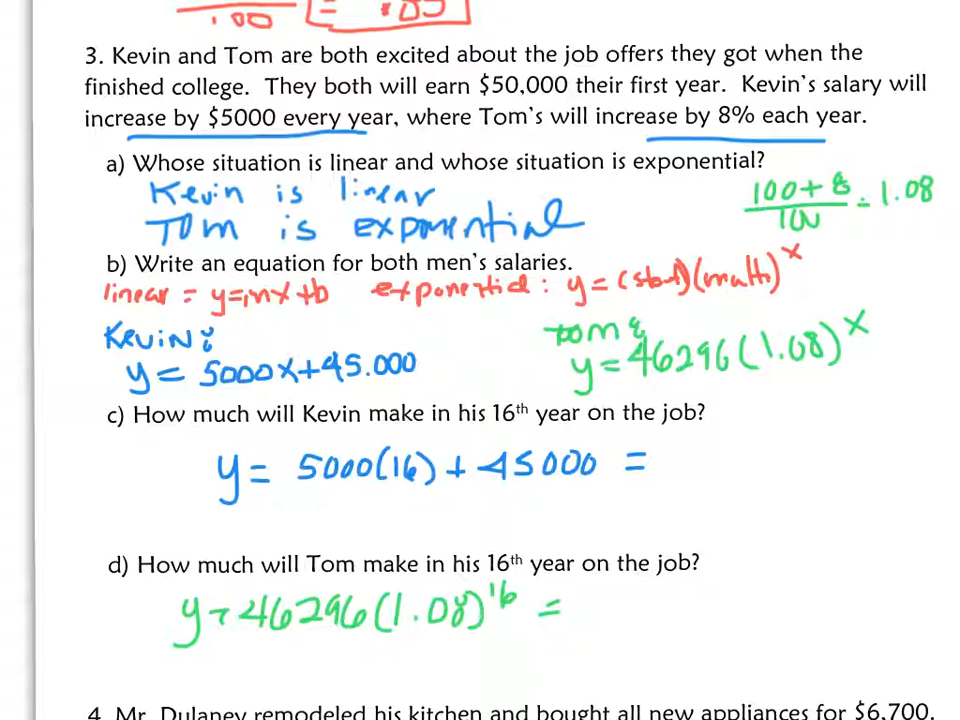 1.00 = .85
3. Kevin and Tom are both excited about the job offers they got when the
finished college. They both will earn $50,000 their first year. Kevin's salary will
increase by $5000 every year, where Tom's will increase by 8% each year.
a) Whose situation is linear and whose situation is exponential?
Kevin is linear
Tom is exponential
100+8
100
= 1.08
b) Write an equation for both men's salaries.
linear = y=mx+b exponential: y = (start)(mult)^x
Kevin:
y = 5000x+45.000
Tom:
y = 46296(1.08)^x
c) How much will Kevin make in his 16th year on the job?
y = 5000(16) + 45000 =
d) How much will Tom make in his 16th year on the job?
y = 46296(1.08)^16 =
4. Mr. Dulaney remodeled his kitchen and bought all new appliances for $6,700.